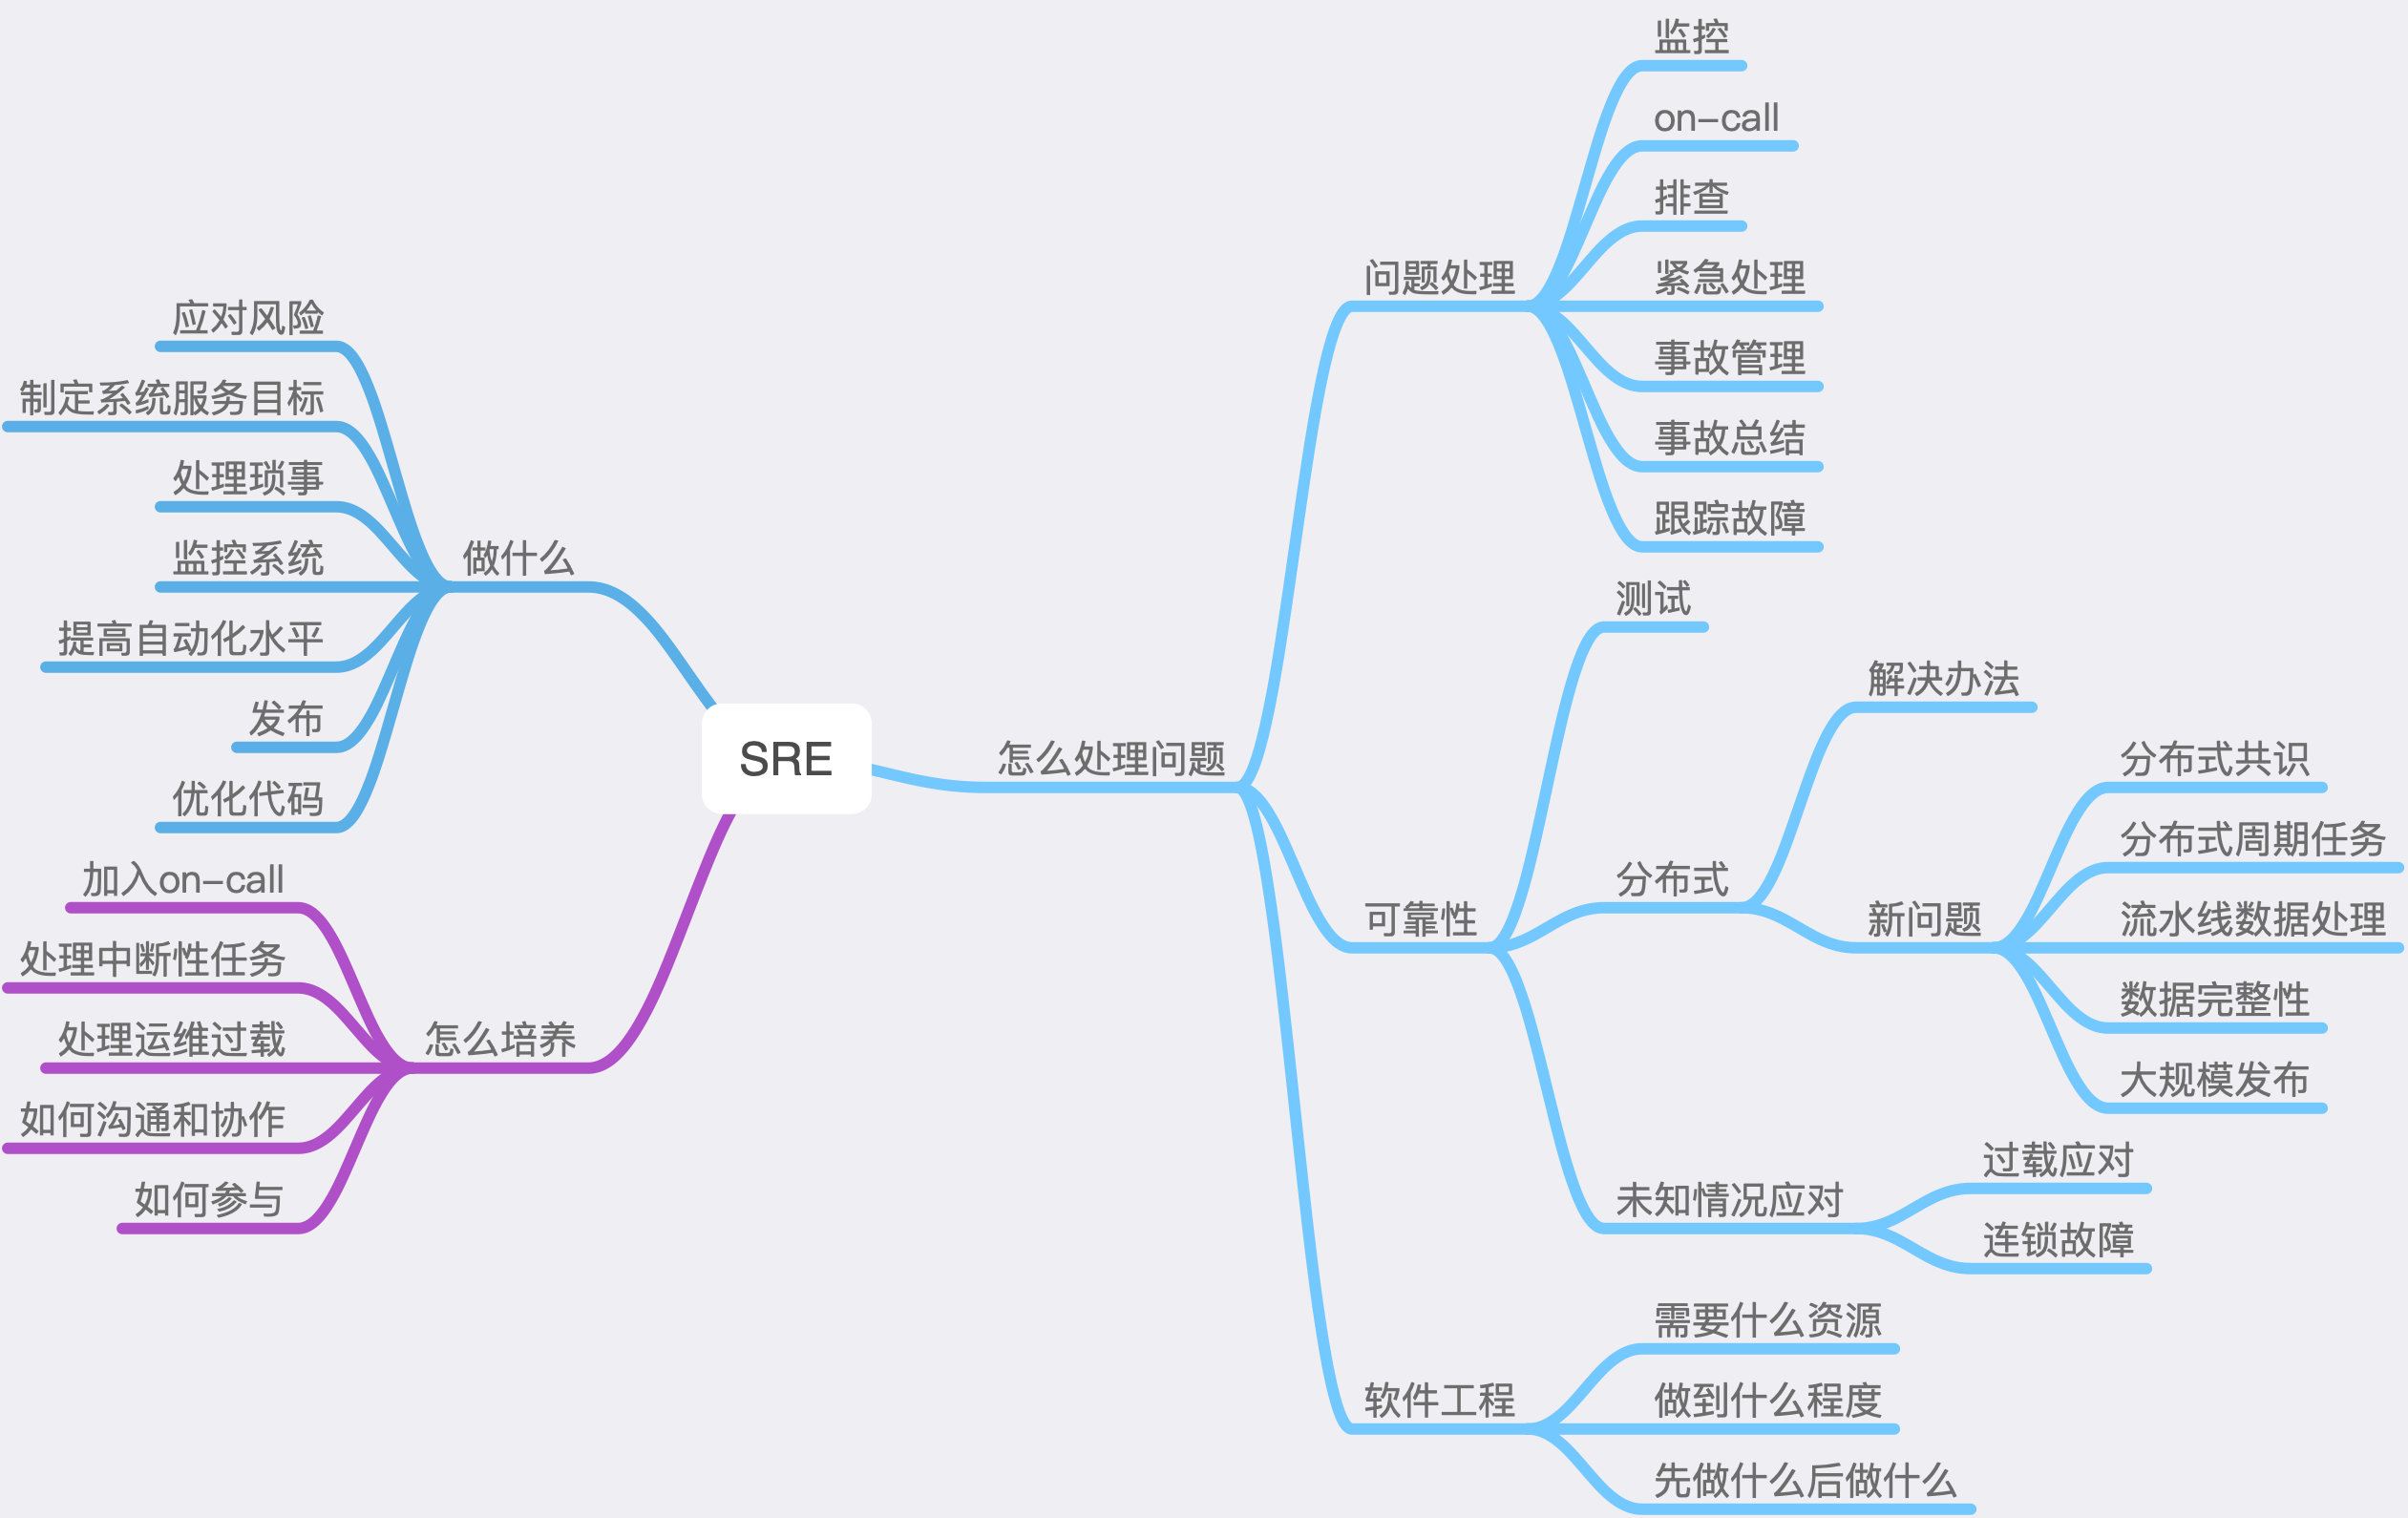 SRE
做什么
应对风险
制定系统服务目标
处理琐事
监控系统
提高自动化水平
发布
优化代码
怎么培养
加入on-call
处理中断性任务
处理运维过载
如何沟通和协作
如何参与
怎么处理问题
问题处理
监控
on-call
排查
紧急处理
事故管理
事故总结
跟踪故障
可靠性
测试
分布式
解决办法
新问题
分布式共识
分布式周期任务
流水线数据处理
数据完整性
大规模发布
未知情况应对
过载应对
连锁故障
软件工程
需要什么资源
做到什么程度
先做什么后做什么